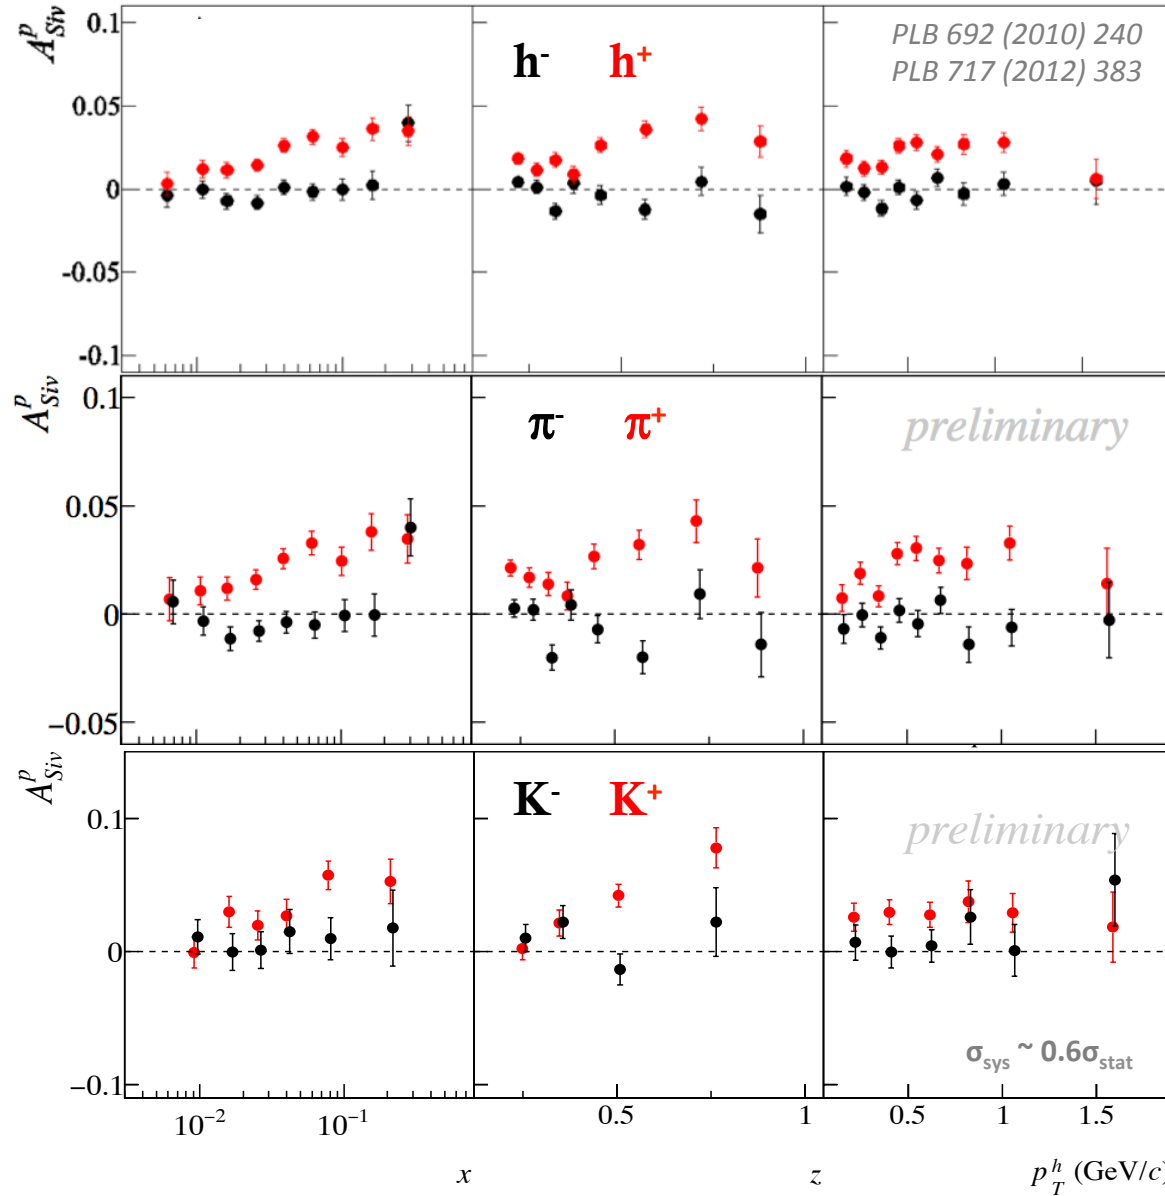 A^p_Siv
0.1
0.05
0
-0.05
-0.1
h- h+
PLB 692 (2010) 240
PLB 717 (2012) 383
A^p_Siv
0.1
0.05
0
−0.05
π- π+
preliminary
A^p_Siv
0.1
0
−0.1
K- K+
preliminary
σsys ~ 0.6σstat
10^−2 10^−1 0.5 1 0.5 1 1.5
x z p_T^h (GeV/c)